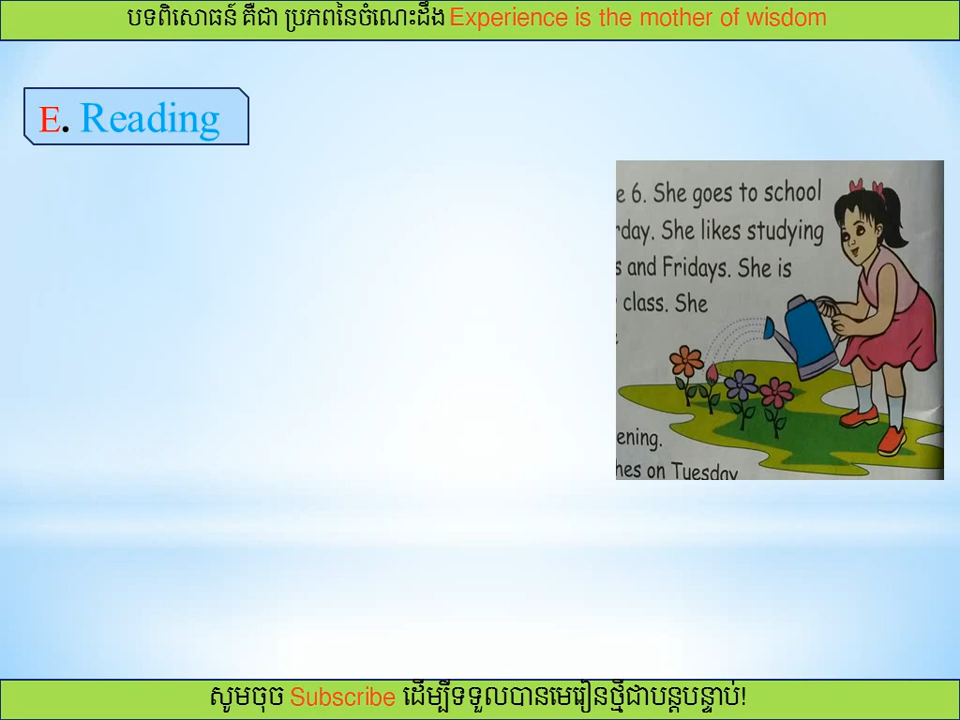 បទពិសោធន៍ គឺជា ប្រភពនៃចំណេះដឹង Experience is the mother of wisdom
E. Reading
e 6. She goes to school
rday. She likes studying
s and Fridays. She is
class. She
ening.
hes on Tuesday
សូមចុច Subscribe ដើម្បីទទួលបានមេរៀនថ្មីជាបន្តបន្ទាប់!